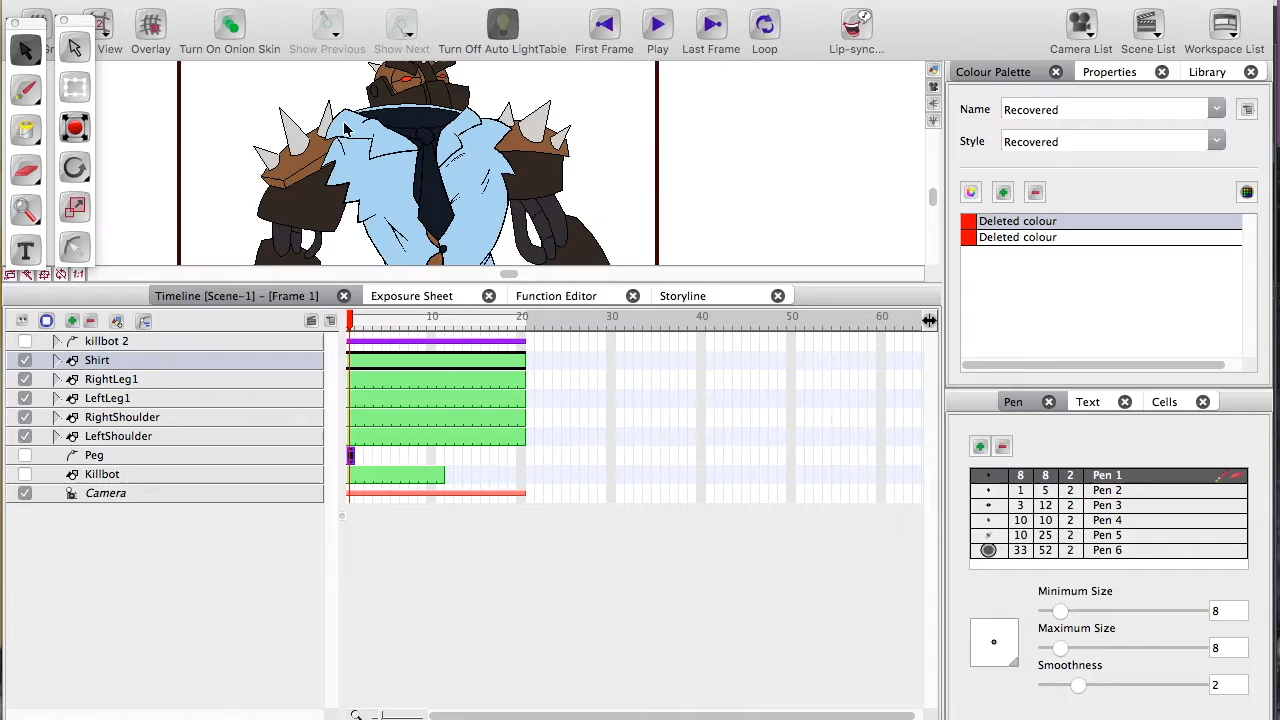 View Overlay Turn On Onion Skin Show Previous Show Next Turn Off Auto LightTable First Frame Play Last Frame Loop Lip-sync... Camera List Scene List Workspace List
T
1:1
Colour Palette Properties Library
Name Recovered
Style Recovered
Deleted colour
Deleted colour
Timeline [Scene-1] - [Frame 1] Exposure Sheet Function Editor Storyline
10 20 30 40 50 60
killbot 2
Shirt
RightLeg1
LeftLeg1
RightShoulder
LeftShoulder
Peg
Killbot
Camera
Pen Text Cells
8 8 2 Pen 1
1 5 2 Pen 2
3 12 2 Pen 3
10 10 2 Pen 4
10 25 2 Pen 5
33 52 2 Pen 6
Minimum Size
8
Maximum Size
8
Smoothness
2